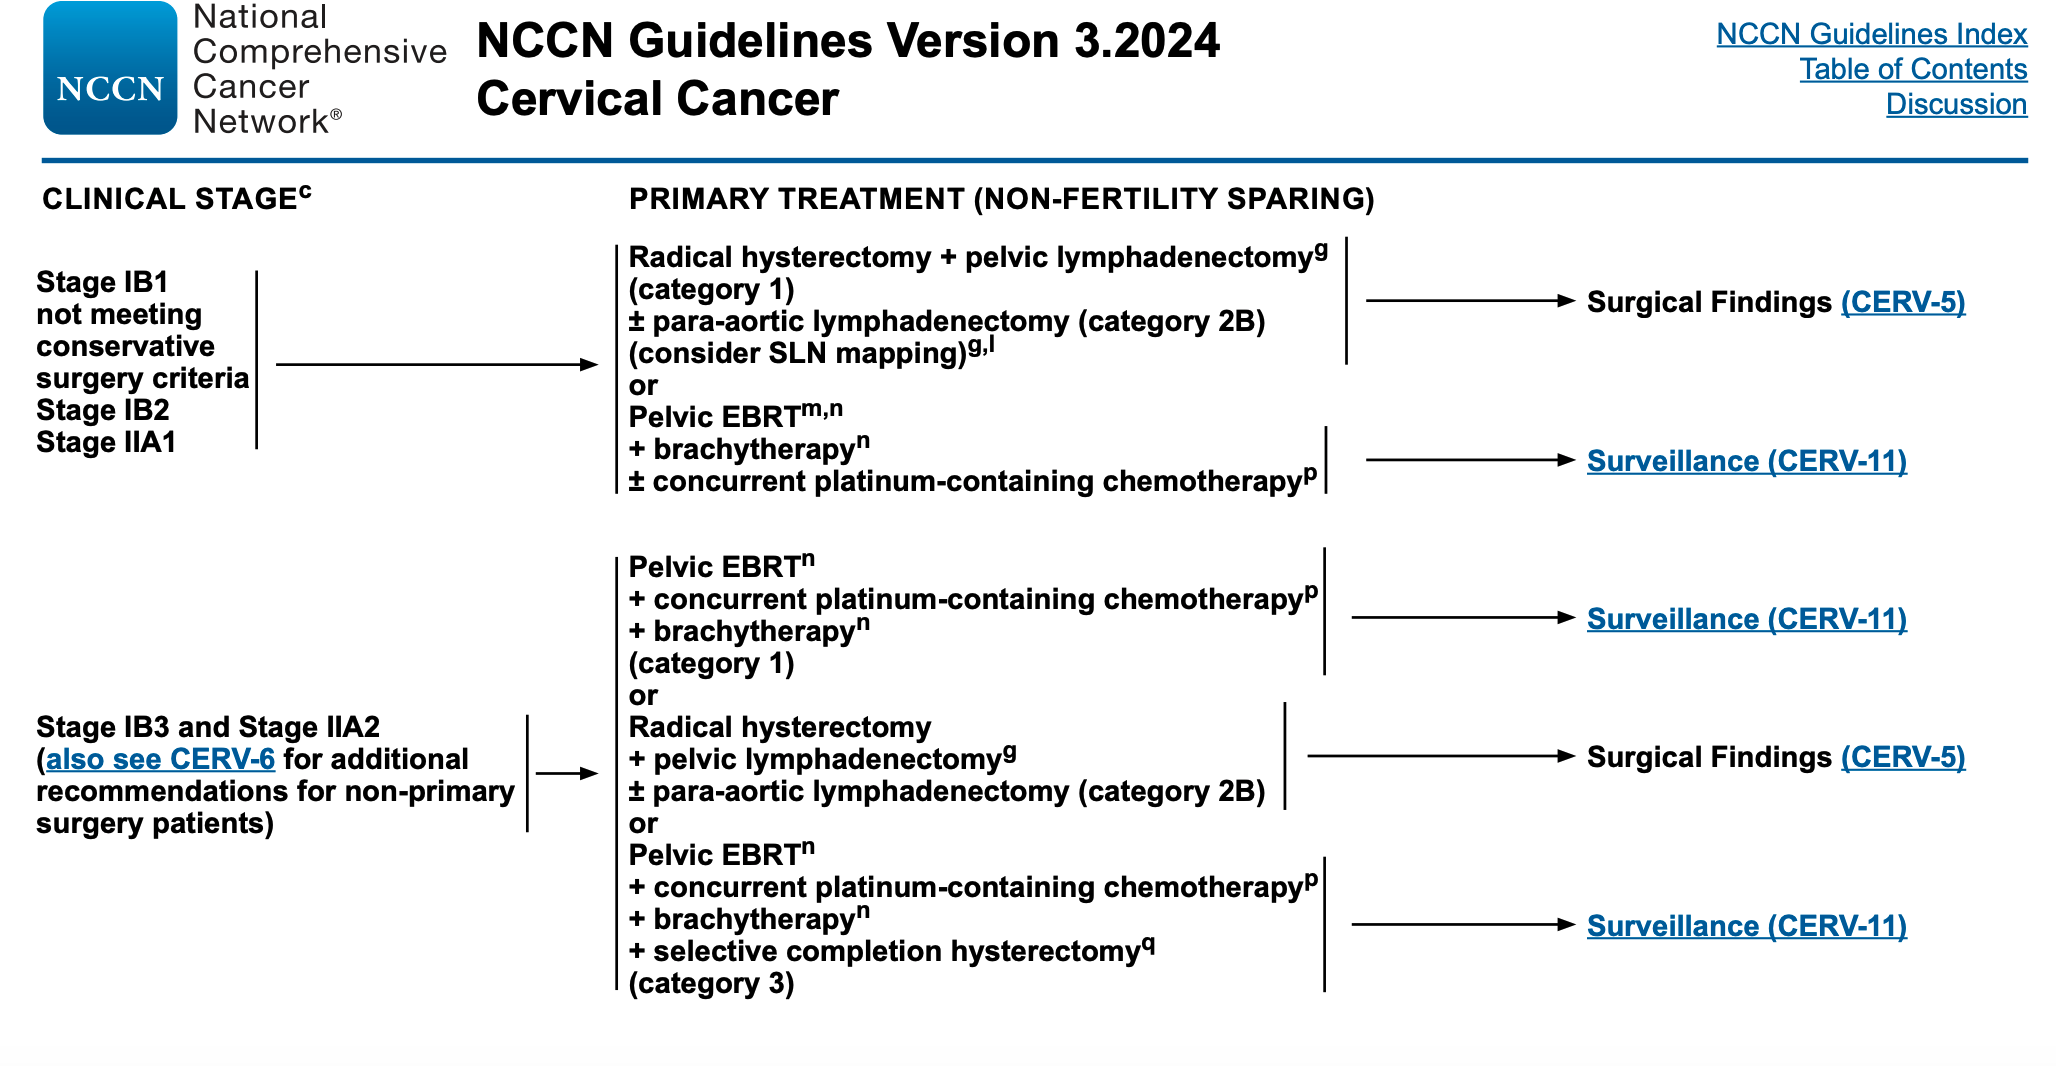 National
Comprehensive
Cancer
Network®
NCCN
NCCN Guidelines Version 3.2024
Cervical Cancer
NCCN Guidelines Index
Table of Contents
Discussion
CLINICAL STAGEc
PRIMARY TREATMENT (NON-FERTILITY SPARING)
Stage IB1
not meeting
conservative
surgery criteria
Stage IB2
Stage IIA1
Radical hysterectomy + pelvic lymphadenectomyg
(category 1)
± para-aortic lymphadenectomy (category 2B)
(consider SLN mapping)g,l
or
Pelvic EBRTm,n
+ brachytherapyn
± concurrent platinum-containing chemotherapyp
Surgical Findings (CERV-5)
Surveillance (CERV-11)
Stage IB3 and Stage IIA2
(also see CERV-6 for additional
recommendations for non-primary
surgery patients)
Pelvic EBRTn
+ concurrent platinum-containing chemotherapyp
+ brachytherapyn
(category 1)
or
Radical hysterectomy
+ pelvic lymphadenectomyg
± para-aortic lymphadenectomy (category 2B)
or
Pelvic EBRTn
+ concurrent platinum-containing chemotherapyp
+ brachytherapyn
+ selective completion hysterectomyq
(category 3)
Surveillance (CERV-11)
Surgical Findings (CERV-5)
Surveillance (CERV-11)